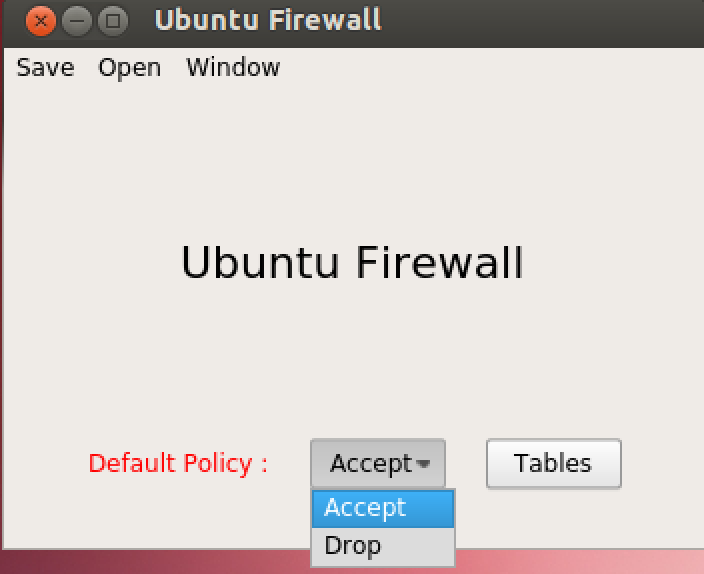 Ubuntu Firewall
Save Open Window
Ubuntu Firewall
Default Policy : Accept Tables
Accept
Drop